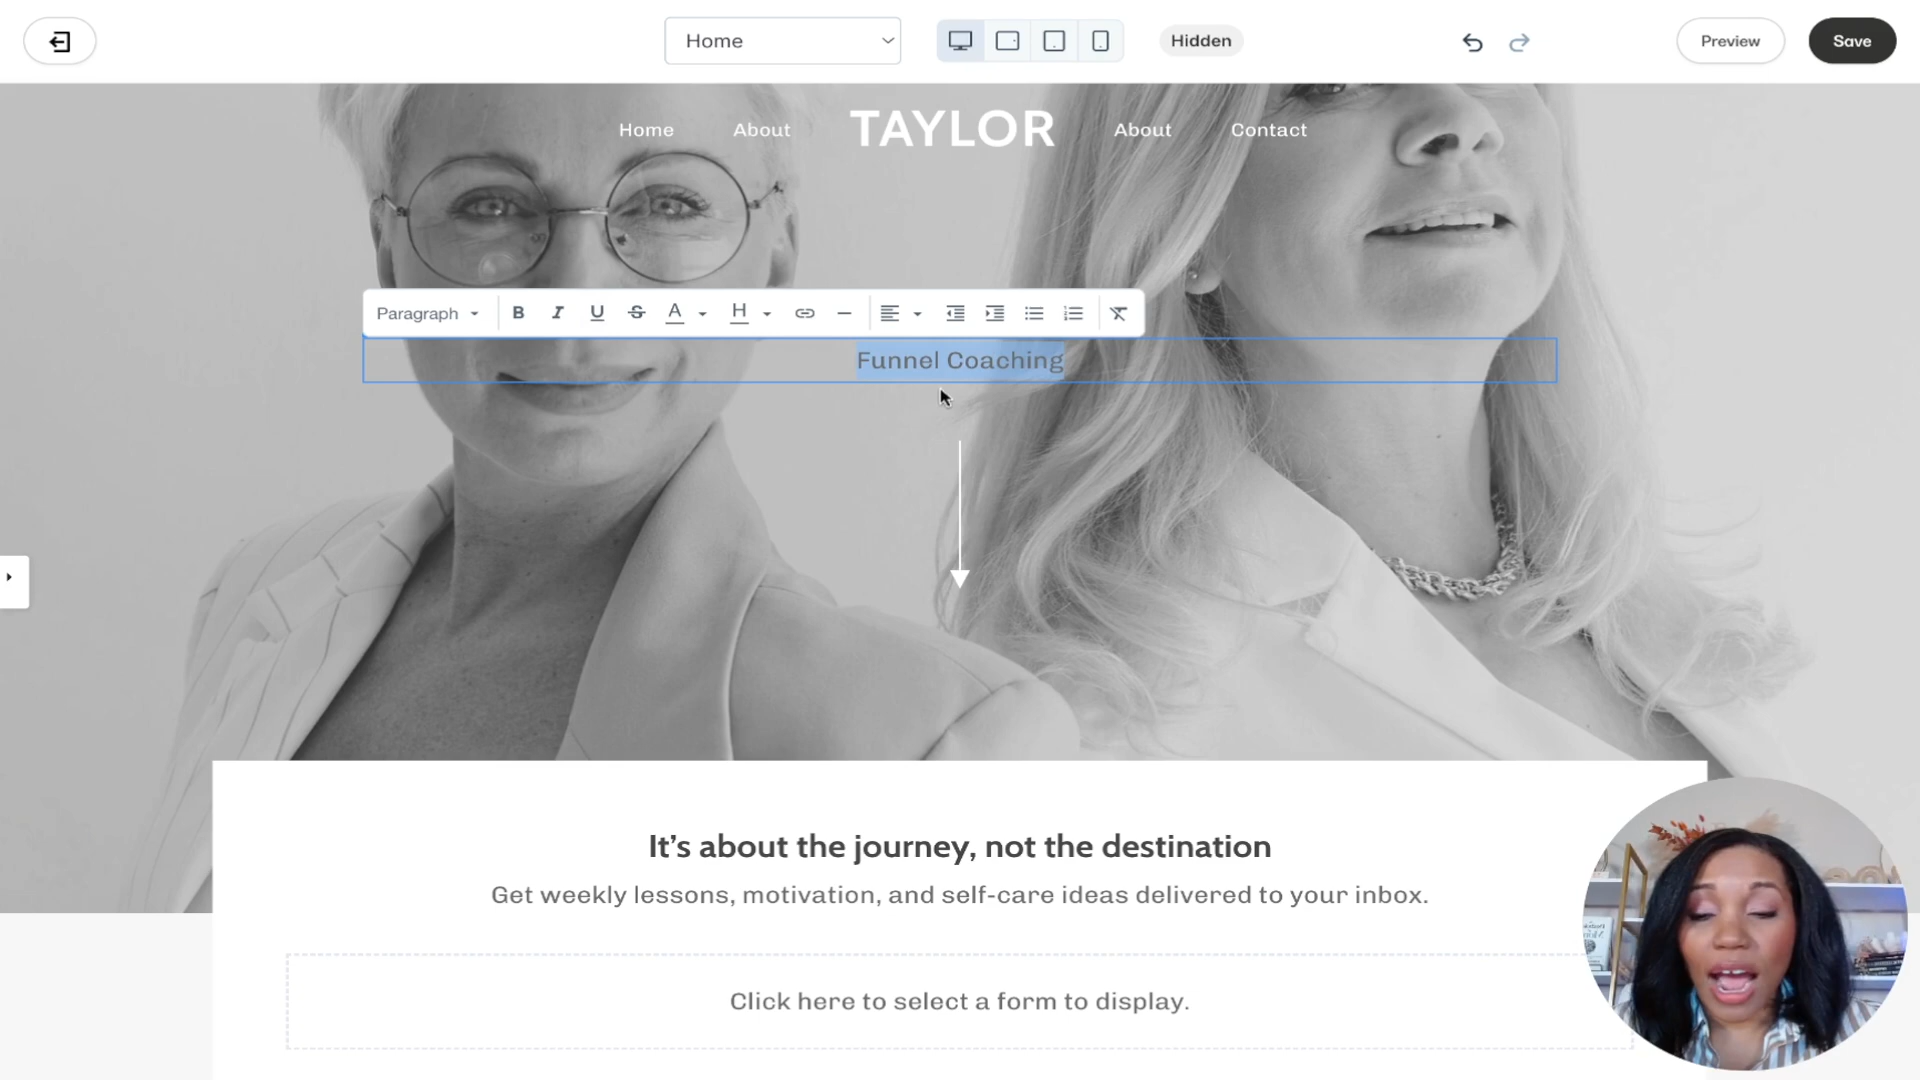 Home
Hidden
Preview
Save
Home
About
TAYLOR
About
Contact
Paragraph
B
I
U
S
A
H
Funnel Coaching
It's about the journey, not the destination
Get weekly lessons, motivation, and self-care ideas delivered to your inbox.
Click here to select a form to display.